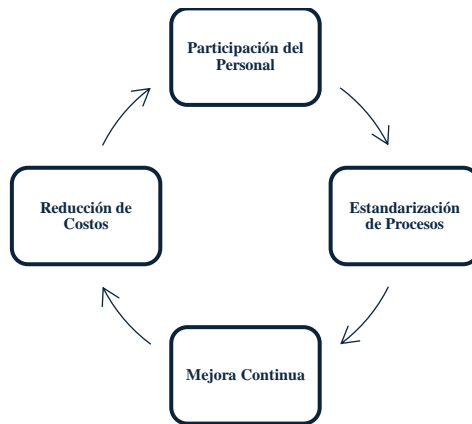 Participación del
Personal
Estandarización
de Procesos
Mejora Continua
Reducción de
Costos